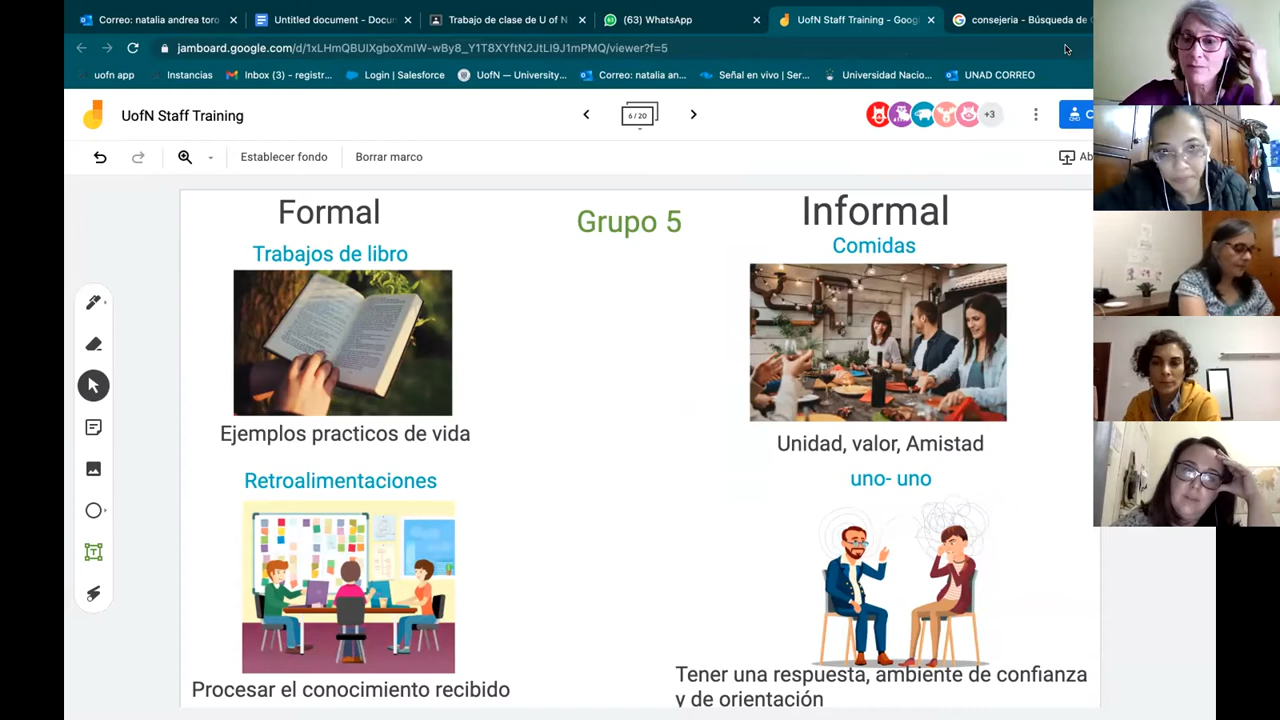 Correo: natalia andrea toro
Untitled document - Docun
Trabajo de clase de U of N
(63) WhatsApp
UofN Staff Training - Goog
consejeria - Búsqueda de
jamboard.google.com/d/1xLHmQBUIXgboXmIW-wBy8_Y1T8XYftN2JtLI9J1mPMQ/viewer?f=5
uofn app
Instancias
Inbox (3) - registr...
Login | Salesforce
UofN — University...
Correo: natalia an...
Señal en vivo | Ser...
Universidad Nacio...
UNAD CORREO
UofN Staff Training
6 / 20
+3
C
Establecer fondo
Borrar marco
Ab
Formal
Grupo 5
Informal
Trabajos de libro
Comidas
Ejemplos practicos de vida
Unidad, valor, Amistad
Retroalimentaciones
uno- uno
Procesar el conocimiento recibido
Tener una respuesta, ambiente de confianza
y de orientación